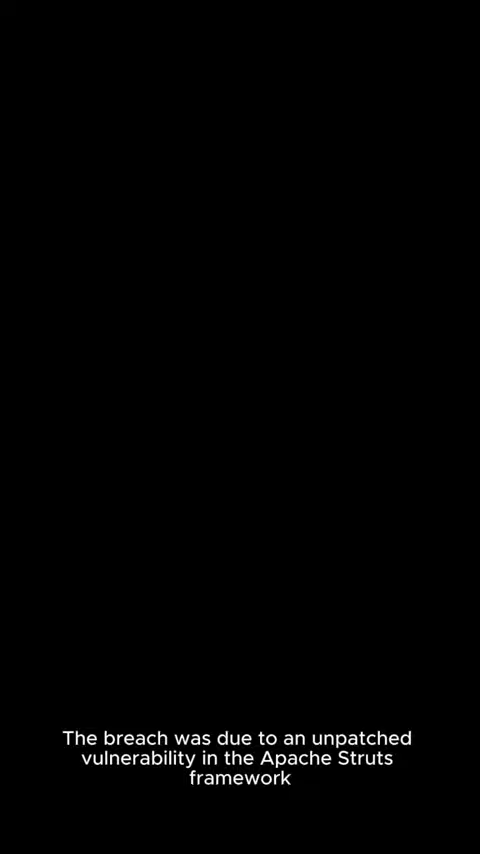 The breach was due to an unpatched
vulnerability in the Apache Struts
framework